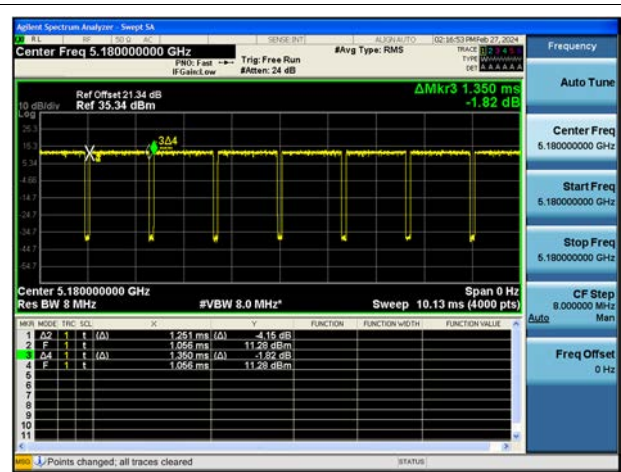 Agilent Spectrum Analyzer - Swept SA
RL RF 50 Ω AC SENSE:INT ALIGN AUTO 02:16:53 PM Feb 27, 2024
Center Freq 5.180000000 GHz #Avg Type: RMS TRACE 1 2 3 4 5 6
PNO: Fast Trig: Free Run TYPE
IFGain:Low #Atten: 24 dB DET A A A A A A
Ref Offset 21.34 dB ΔMkr3 1.350 ms
10 dB/div Ref 35.34 dBm -1.82 dB
Log
25.3
15.3
5.34
-4.66
-14.7
-24.7
-34.7
-44.7
-54.7
3Δ4
Center 5.180000000 GHz Span 0 Hz
Res BW 8 MHz #VBW 8.0 MHz* Sweep 10.13 ms (4000 pts)
MKR MODE TRC SCL X Y FUNCTION FUNCTION WIDTH FUNCTION VALUE
1 Δ2 1 t (Δ) 1.251 ms (Δ) -4.15 dB
2 F 1 t 1.056 ms 11.28 dBm
3 Δ4 1 t (Δ) 1.350 ms (Δ) -1.82 dB
4 F 1 t 1.056 ms 11.28 dBm
5
6
7
8
9
10
11
MSG Points changed; all traces cleared STATUS
Frequency
Auto Tune
Center Freq
5.180000000 GHz
Start Freq
5.180000000 GHz
Stop Freq
5.180000000 GHz
CF Step
8.000000 MHz
Auto Man
Freq Offset
0 Hz